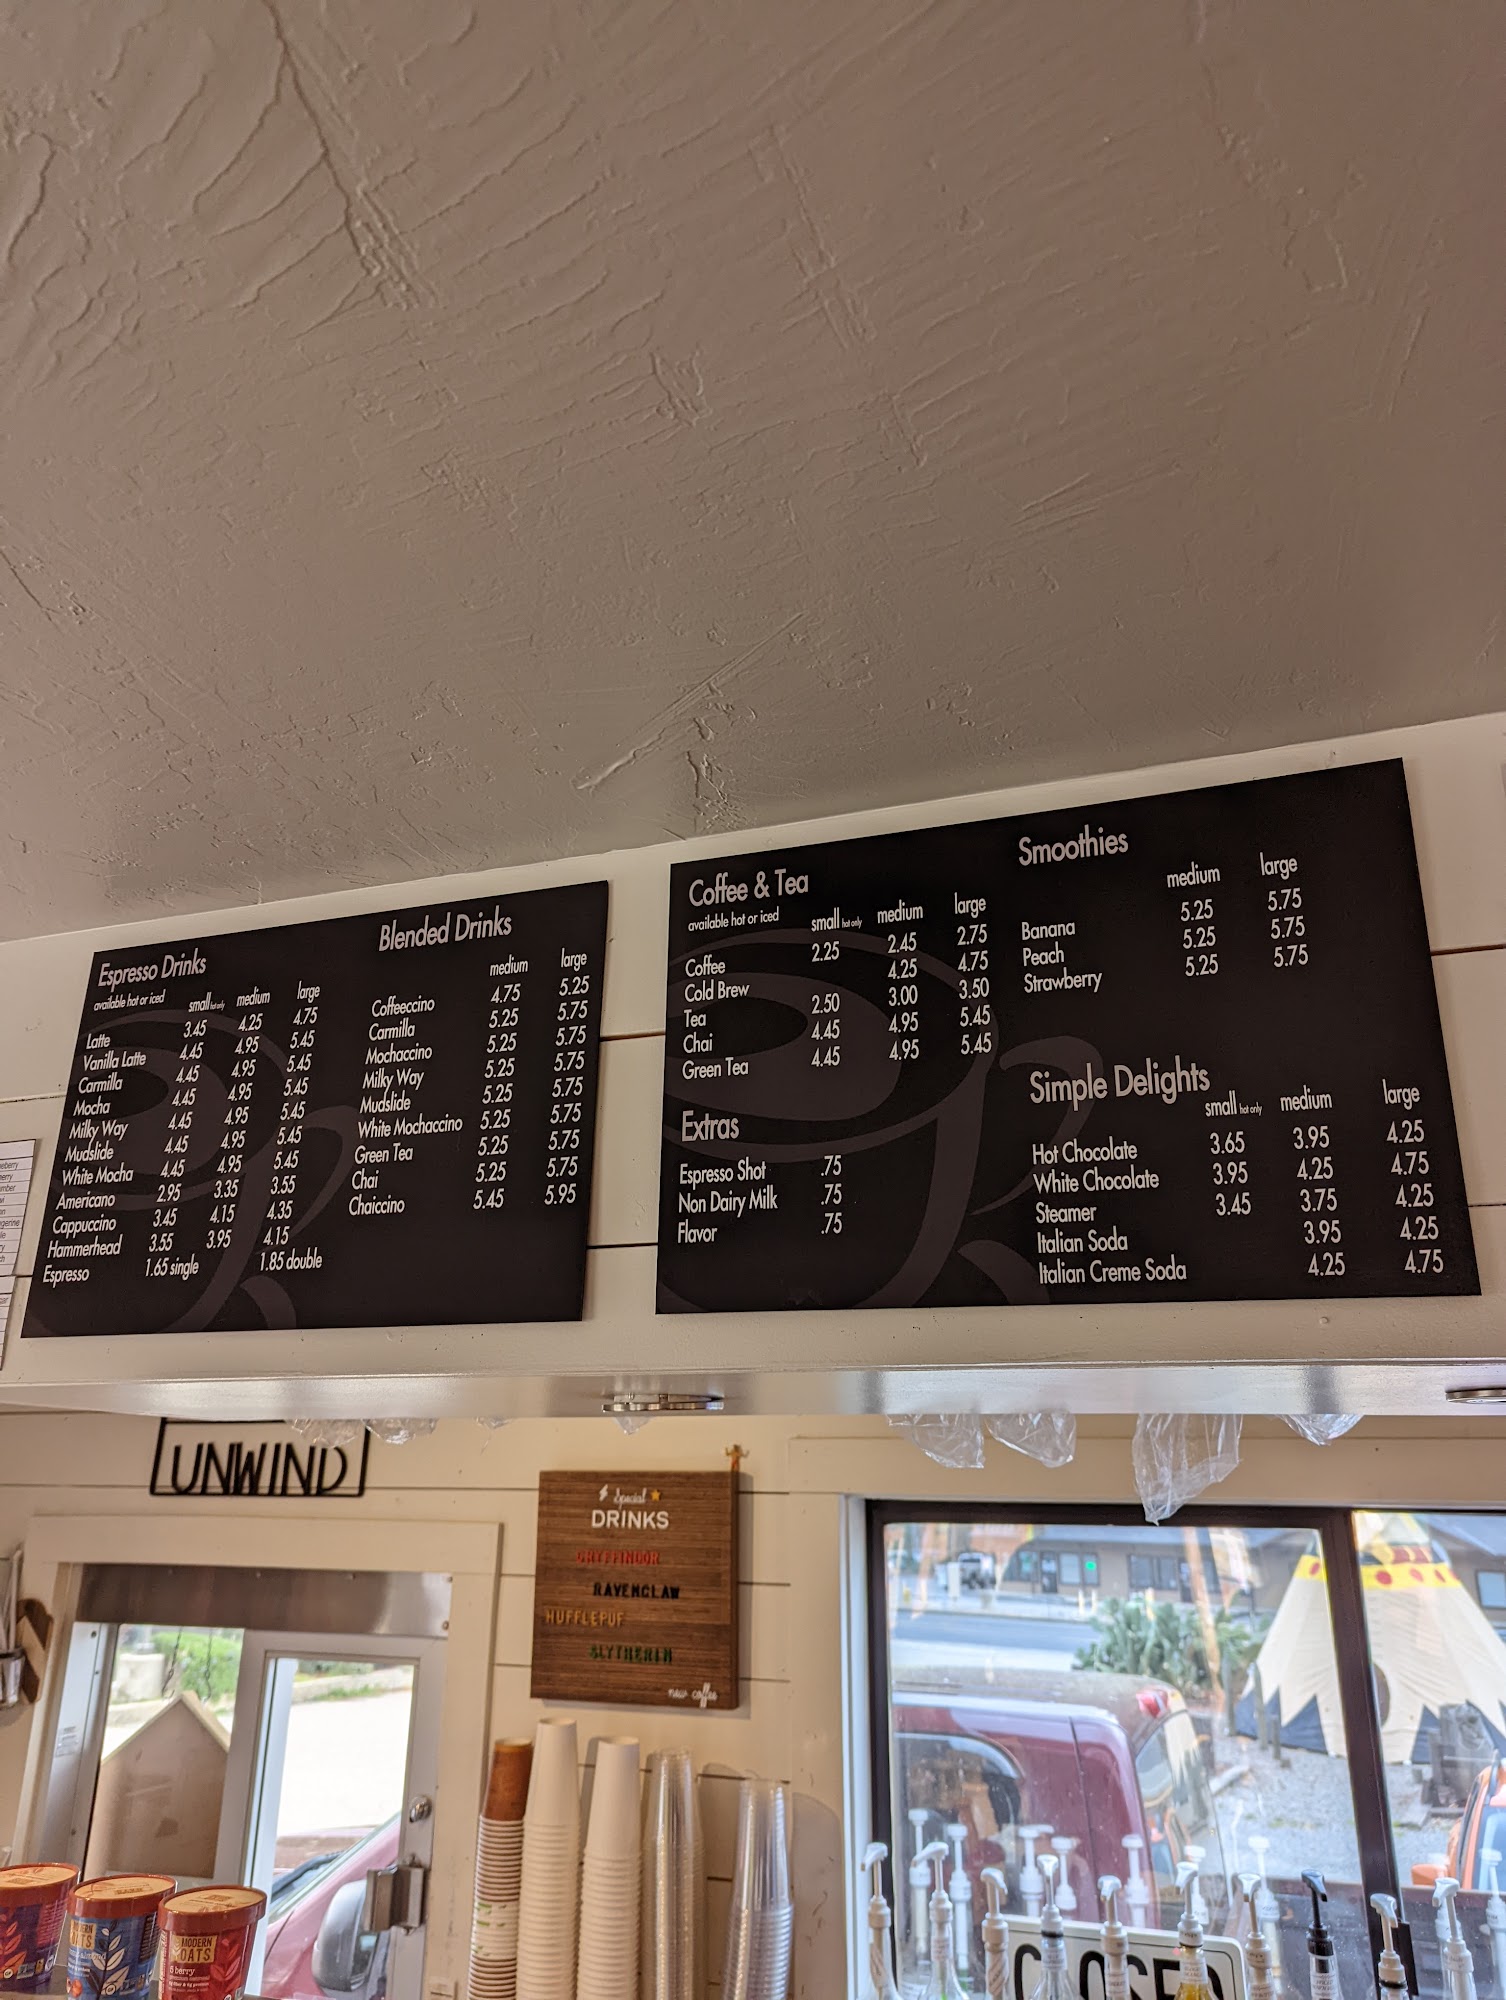 Espresso Drinks
available hot or iced small hot only medium large
Latte 3.45 4.25 4.75
Vanilla Latte 4.45 4.95 5.45
Carmilla 4.45 4.95 5.45
Mocha 4.45 4.95 5.45
Milky Way 4.45 4.95 5.45
Mudslide 4.45 4.95 5.45
White Mocha 4.45 4.95 5.45
Americano 2.95 3.35 3.55
Cappuccino 3.45 4.15 4.35
Hammerhead 3.55 3.95 4.15
Espresso 1.65 single 1.85 double
Blended Drinks
medium large
Coffeeccino 4.75 5.25
Carmilla 5.25 5.75
Mochaccino 5.25 5.75
Milky Way 5.25 5.75
Mudslide 5.25 5.75
White Mochaccino 5.25 5.75
Green Tea 5.25 5.75
Chai 5.25 5.75
Chaiccino 5.45 5.95
Coffee & Tea
available hot or iced small hot only medium large
Coffee 2.25 2.45 2.75
Cold Brew 4.25 4.75
Tea 2.50 3.00 3.50
Chai 4.45 4.95 5.45
Green Tea 4.45 4.95 5.45
Extras
Espresso Shot .75
Non Dairy Milk .75
Flavor .75
Smoothies
medium large
Banana 5.25 5.75
Peach 5.25 5.75
Strawberry 5.25 5.75
Simple Delights
small hot only medium large
Hot Chocolate 3.65 3.95 4.25
White Chocolate 3.95 4.25 4.75
Steamer 3.45 3.75 4.25
Italian Soda 3.95 4.25
Italian Creme Soda 4.25 4.75
UNWIND
Special
DRINKS
GRYFFINDOR
RAVENCLAW
HUFFLEPUF
SLYTHERIN
new coffee
MODERN
OATS
5 berry
CLOSED